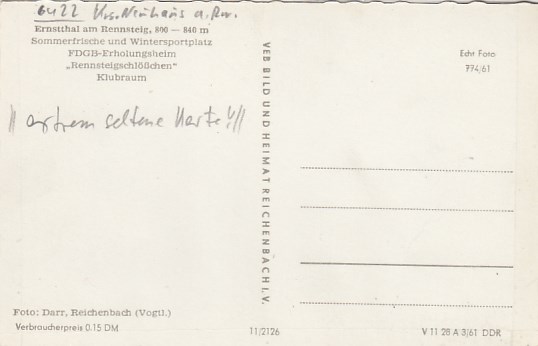 6422 Krs. Neuhaus a. Rw.
Ernstthal am Rennsteig, 800 — 840 m
Sommerfrische und Wintersportplatz
FDGB-Erholungsheim
„Rennsteigschlößchen"
Klubraum
Echt Foto
774/61
!! extrem seltene Karte !!!
VEB BILD UND HEIMAT REICHENBACH I. V.
Foto: Darr, Reichenbach (Vogtl.)
Verbraucherpreis 0.15 DM
11/2126
V 11 28 A 3/61 DDR